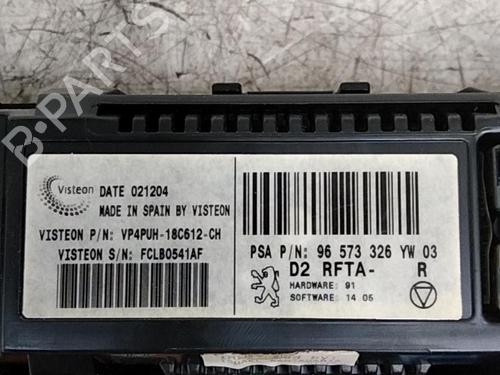 B-PARTS
Visteon
DATE 021204
MADE IN SPAIN BY VISTEON
VISTEON P/N: VP4PUH-18C612-CH
VISTEON S/N: FCLB0541AF
PSA P/N: 96 573 326 YW 03
D2 RFTA- R
HARDWARE: 91
SOFTWARE: 14 05